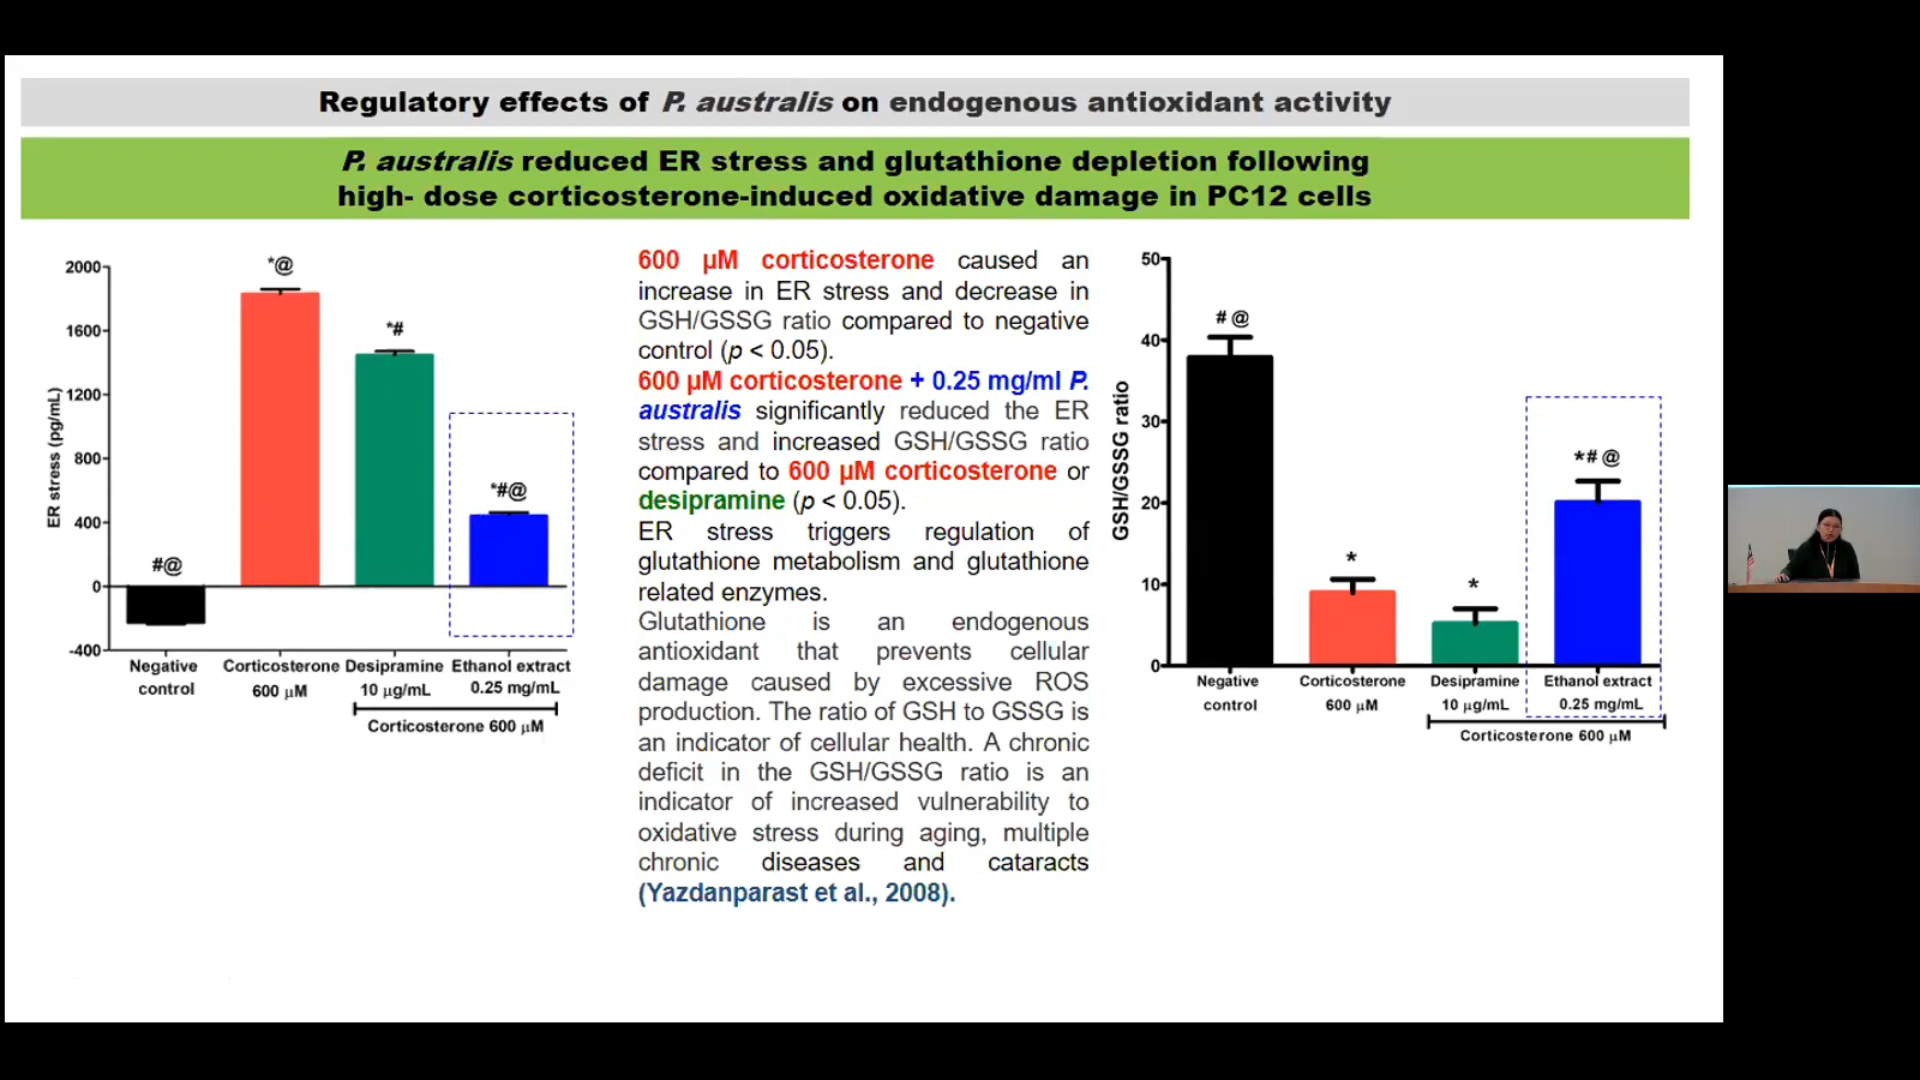 Regulatory effects of P. australis on endogenous antioxidant activity
P. australis reduced ER stress and glutathione depletion following
high- dose corticosterone-induced oxidative damage in PC12 cells
ER stress (pg/mL)
2000
1600
1200
800
400
0
-400
#@
*@
*#
*#@
Negative control
Corticosterone 600 µM
Desipramine 10 µg/mL
Ethanol extract 0.25 mg/mL
Corticosterone 600 µM
600 µM corticosterone caused an
increase in ER stress and decrease in
GSH/GSSG ratio compared to negative
control (p < 0.05).
600 µM corticosterone + 0.25 mg/ml P.
australis significantly reduced the ER
stress and increased GSH/GSSG ratio
compared to 600 µM corticosterone or
desipramine (p < 0.05).
ER stress triggers regulation of
glutathione metabolism and glutathione
related enzymes.
Glutathione is an endogenous
antioxidant that prevents cellular
damage caused by excessive ROS
production. The ratio of GSH to GSSG is
an indicator of cellular health. A chronic
deficit in the GSH/GSSG ratio is an
indicator of increased vulnerability to
oxidative stress during aging, multiple
chronic diseases and cataracts
(Yazdanparast et al., 2008).
GSH/GSSG ratio
50
40
30
20
10
0
# @
*
*
*# @
Negative control
Corticosterone 600 µM
Desipramine 10 µg/mL
Ethanol extract 0.25 mg/mL
Corticosterone 600 µM